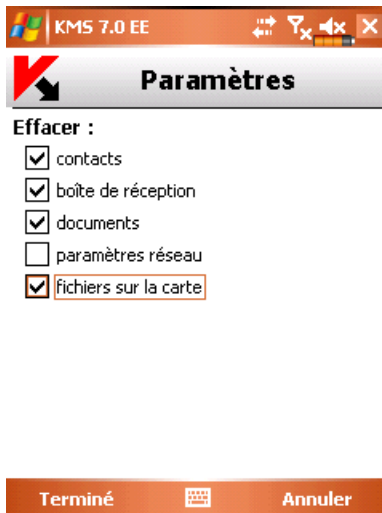 KMS 7.0 EE
Paramètres
Effacer :
contacts
boîte de réception
documents
paramètres réseau
fichiers sur la carte
Terminé Annuler